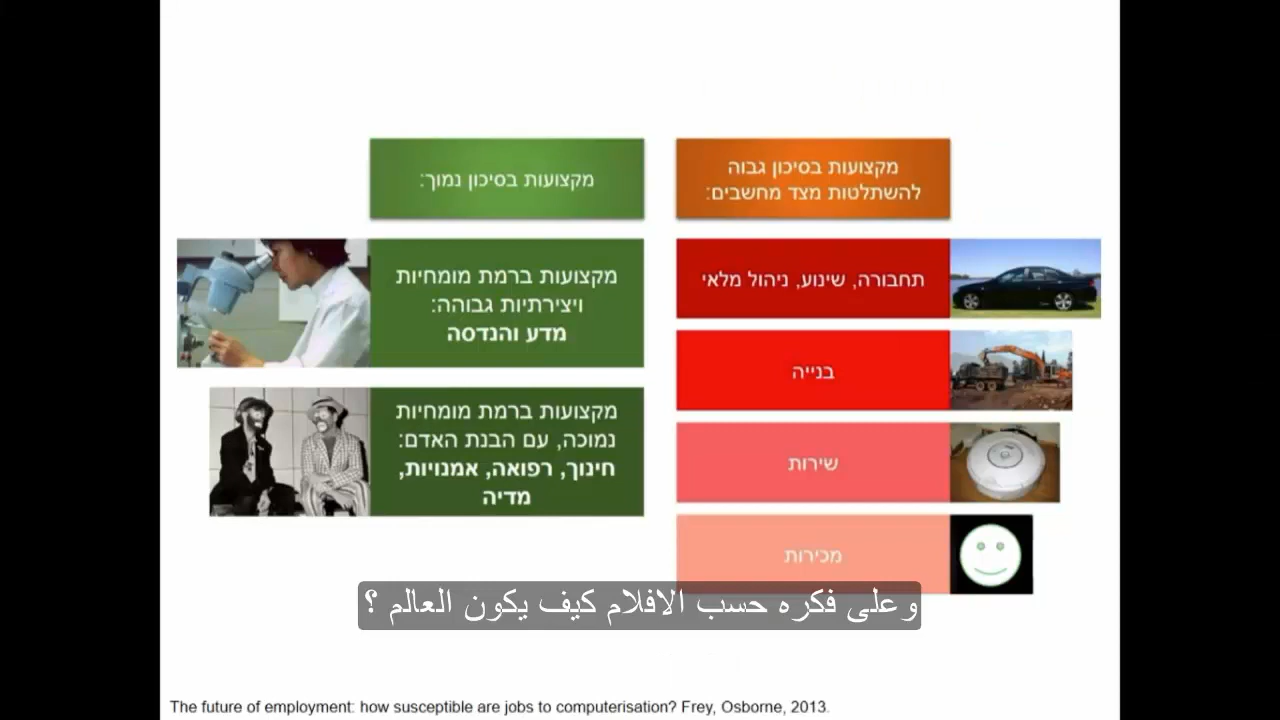 מקצועות בסיכון גבוה
להשתלטות מצד מחשבים:
תחבורה, שינוע, ניהול מלאי
בנייה
שירות
מכירות
מקצועות בסיכון נמוך:
מקצועות ברמת מומחיות
ויצירתיות גבוהה:
מדע והנדסה
מקצועות ברמת מומחיות
נמוכה, עם הבנת האדם:
חינוך, רפואה, אמנויות,
מדיה
وعلى فكره حسب الافلام كيف يكون العالم ؟
The future of employment: how susceptible are jobs to computerisation? Frey, Osborne, 2013.